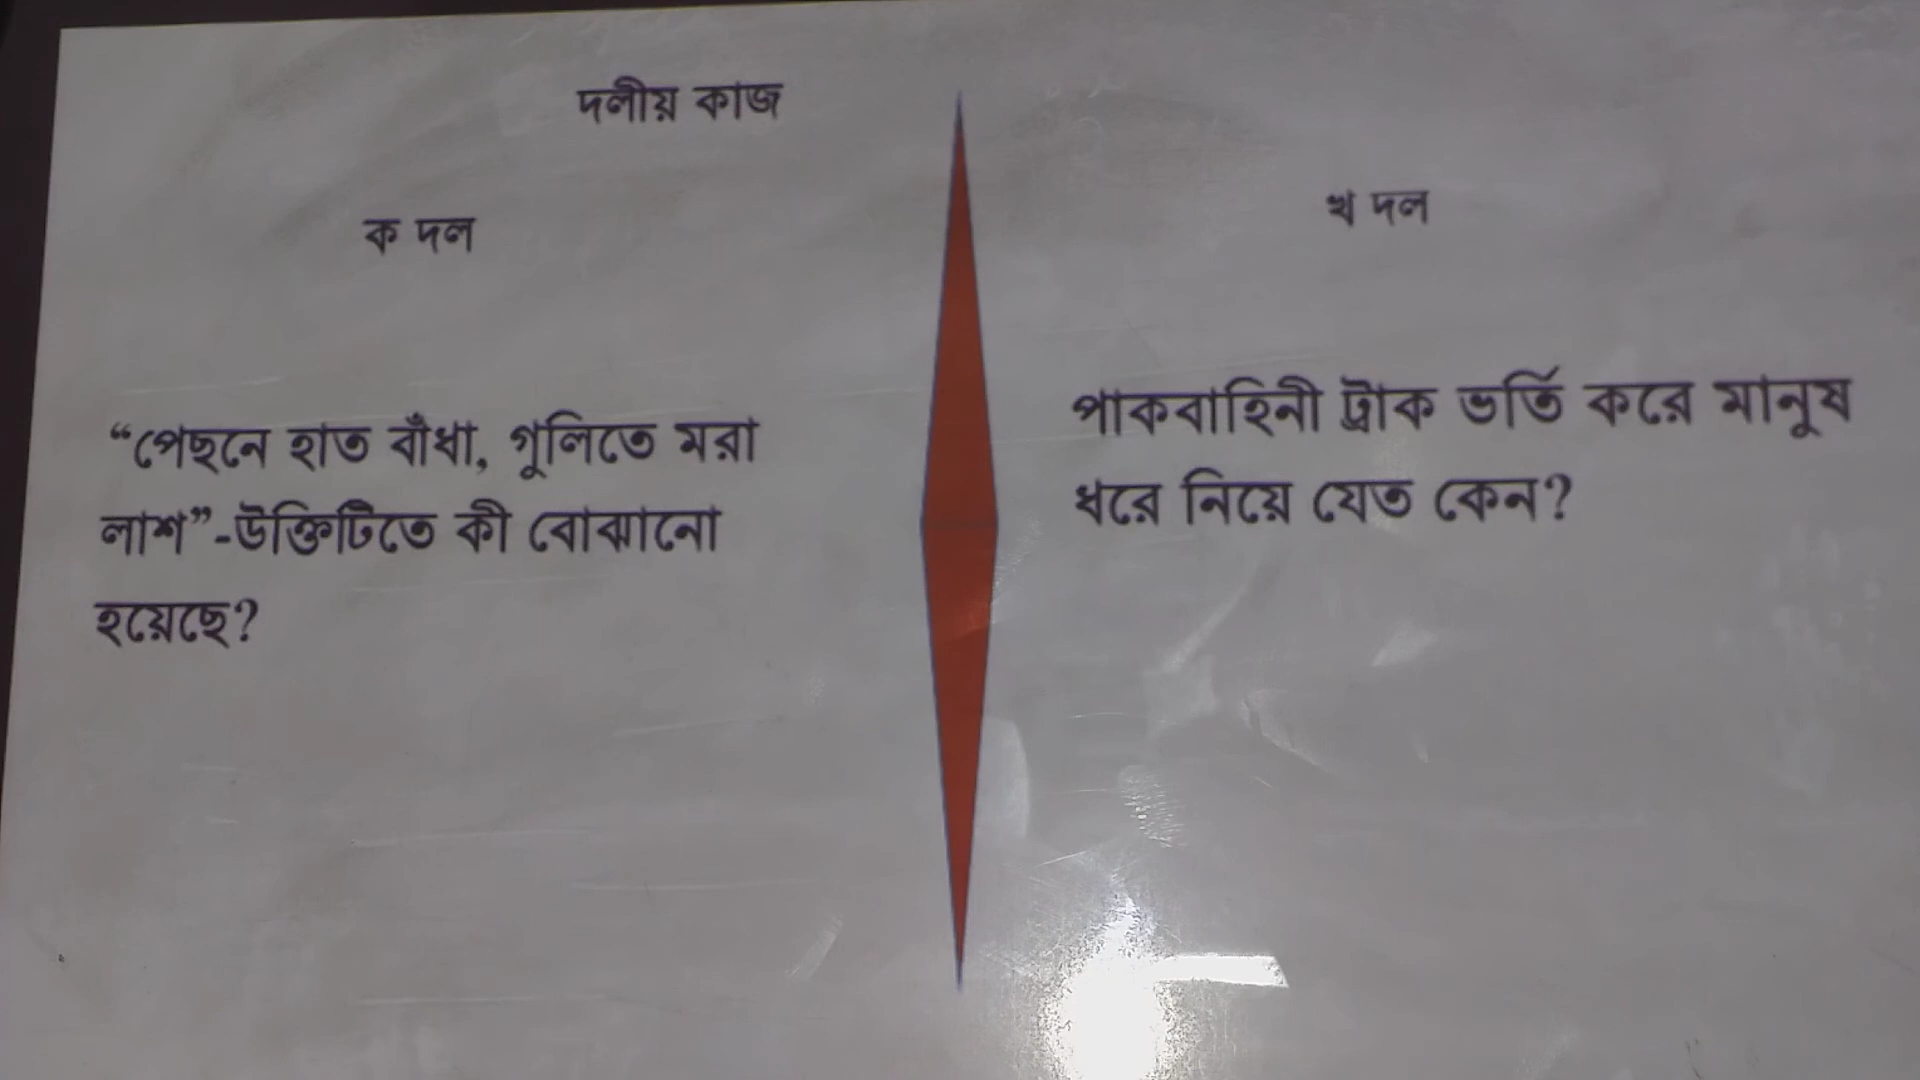 দলীয় কাজ
ক দল
“পেছনে হাত বাঁধা, গুলিতে মরা
লাশ”-উক্তিটিতে কী বোঝানো
হয়েছে?
খ দল
পাকবাহিনী ট্রাক ভর্তি করে মানুষ
ধরে নিয়ে যেত কেন?